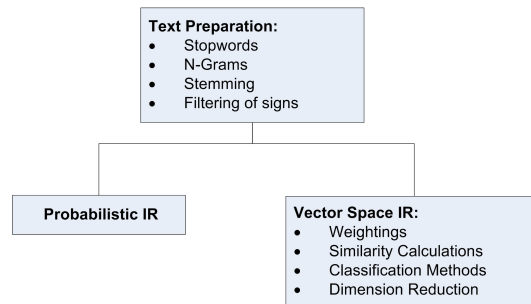 Text Preparation:
• Stopwords
• N-Grams
• Stemming
• Filtering of signs
Probabilistic IR
Vector Space IR:
• Weightings
• Similarity Calculations
• Classification Methods
• Dimension Reduction